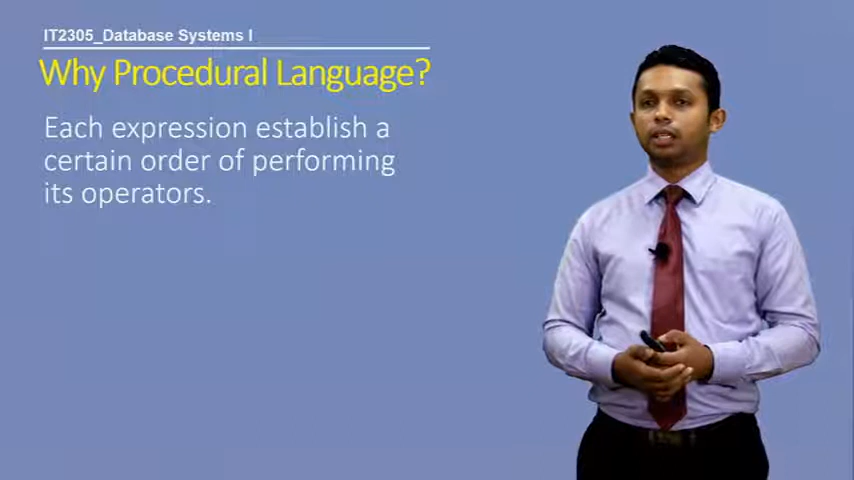 IT2305_Database Systems I
Why Procedural Language?
Each expression establish a
certain order of performing
its operators.